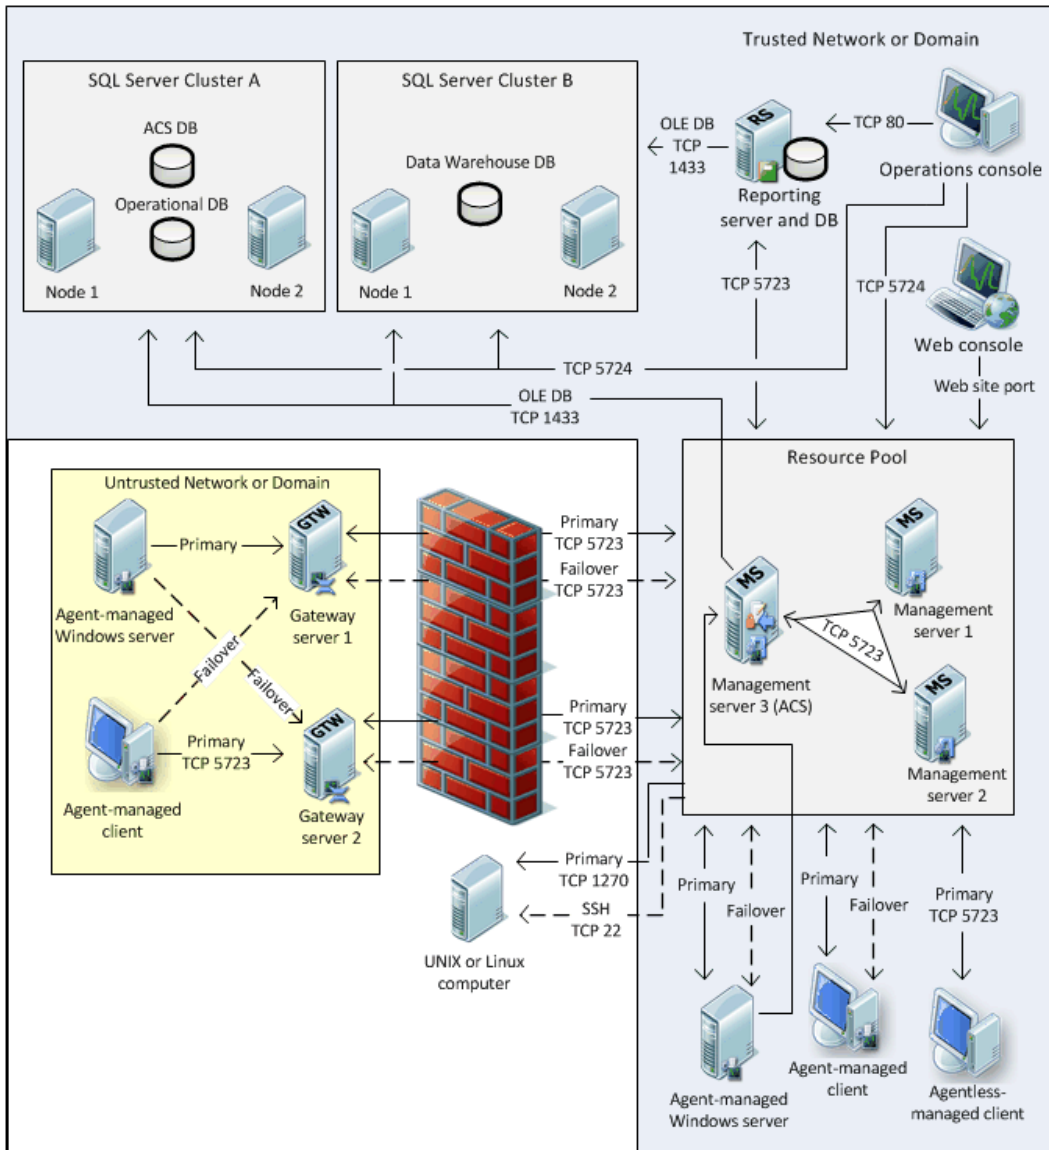 Trusted Network or Domain
SQL Server Cluster A
ACS DB
Operational DB
Node 1
Node 2
SQL Server Cluster B
Data Warehouse DB
Node 1
Node 2
OLE DB
TCP
1433
RS
Reporting
server and DB
TCP 80
Operations console
TCP 5723
TCP 5724
Web console
Web site port
TCP 5724
OLE DB
TCP 1433
Untrusted Network or Domain
Agent-managed
Windows server
Primary
GTW
Gateway
server 1
Failover
Failover
Agent-managed
client
Primary
TCP 5723
GTW
Gateway
server 2
Primary
TCP 5723
Failover
TCP 5723
Primary
TCP 5723
Failover
TCP 5723
Resource Pool
MS
Management
server 1
MS
Management
server 3 (ACS)
TCP 5723
MS
Management
server 2
Primary
TCP 1270
SSH
TCP 22
UNIX or Linux
computer
Primary
Failover
Primary
Failover
Primary
TCP 5723
Agent-managed
Windows server
Agent-managed
client
Agentless-
managed client